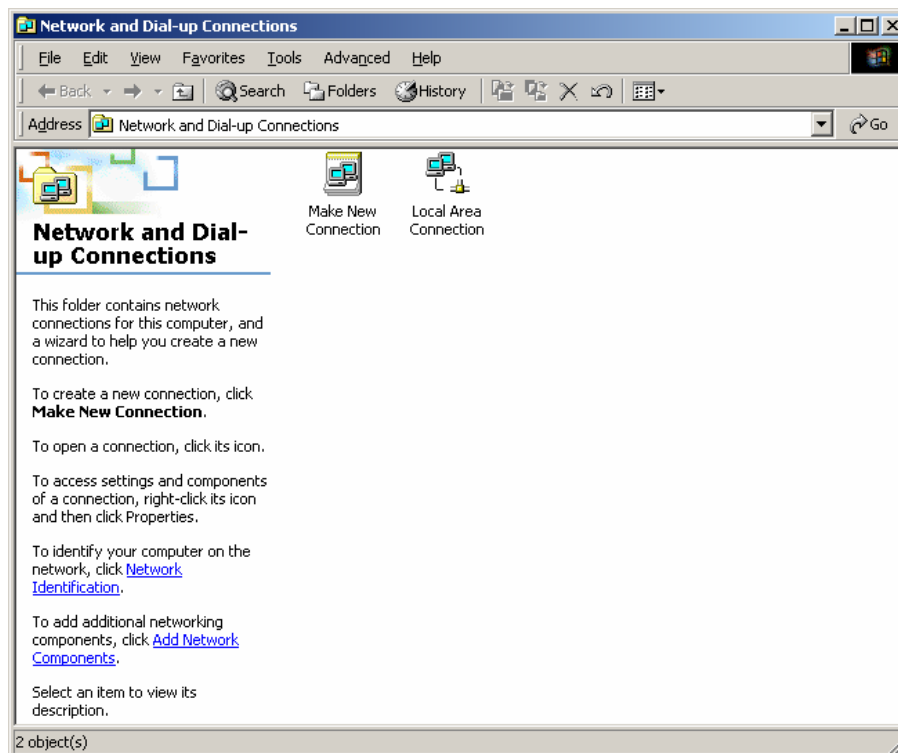 Network and Dial-up Connections
File Edit View Favorites Tools Advanced Help
Back Search Folders History
Address Network and Dial-up Connections Go
Make New
Connection
Local Area
Connection
Network and Dial-
up Connections
This folder contains network
connections for this computer, and
a wizard to help you create a new
connection.
To create a new connection, click
Make New Connection.
To open a connection, click its icon.
To access settings and components
of a connection, right-click its icon
and then click Properties.
To identify your computer on the
network, click Network
Identification.
To add additional networking
components, click Add Network
Components.
Select an item to view its
description.
2 object(s)